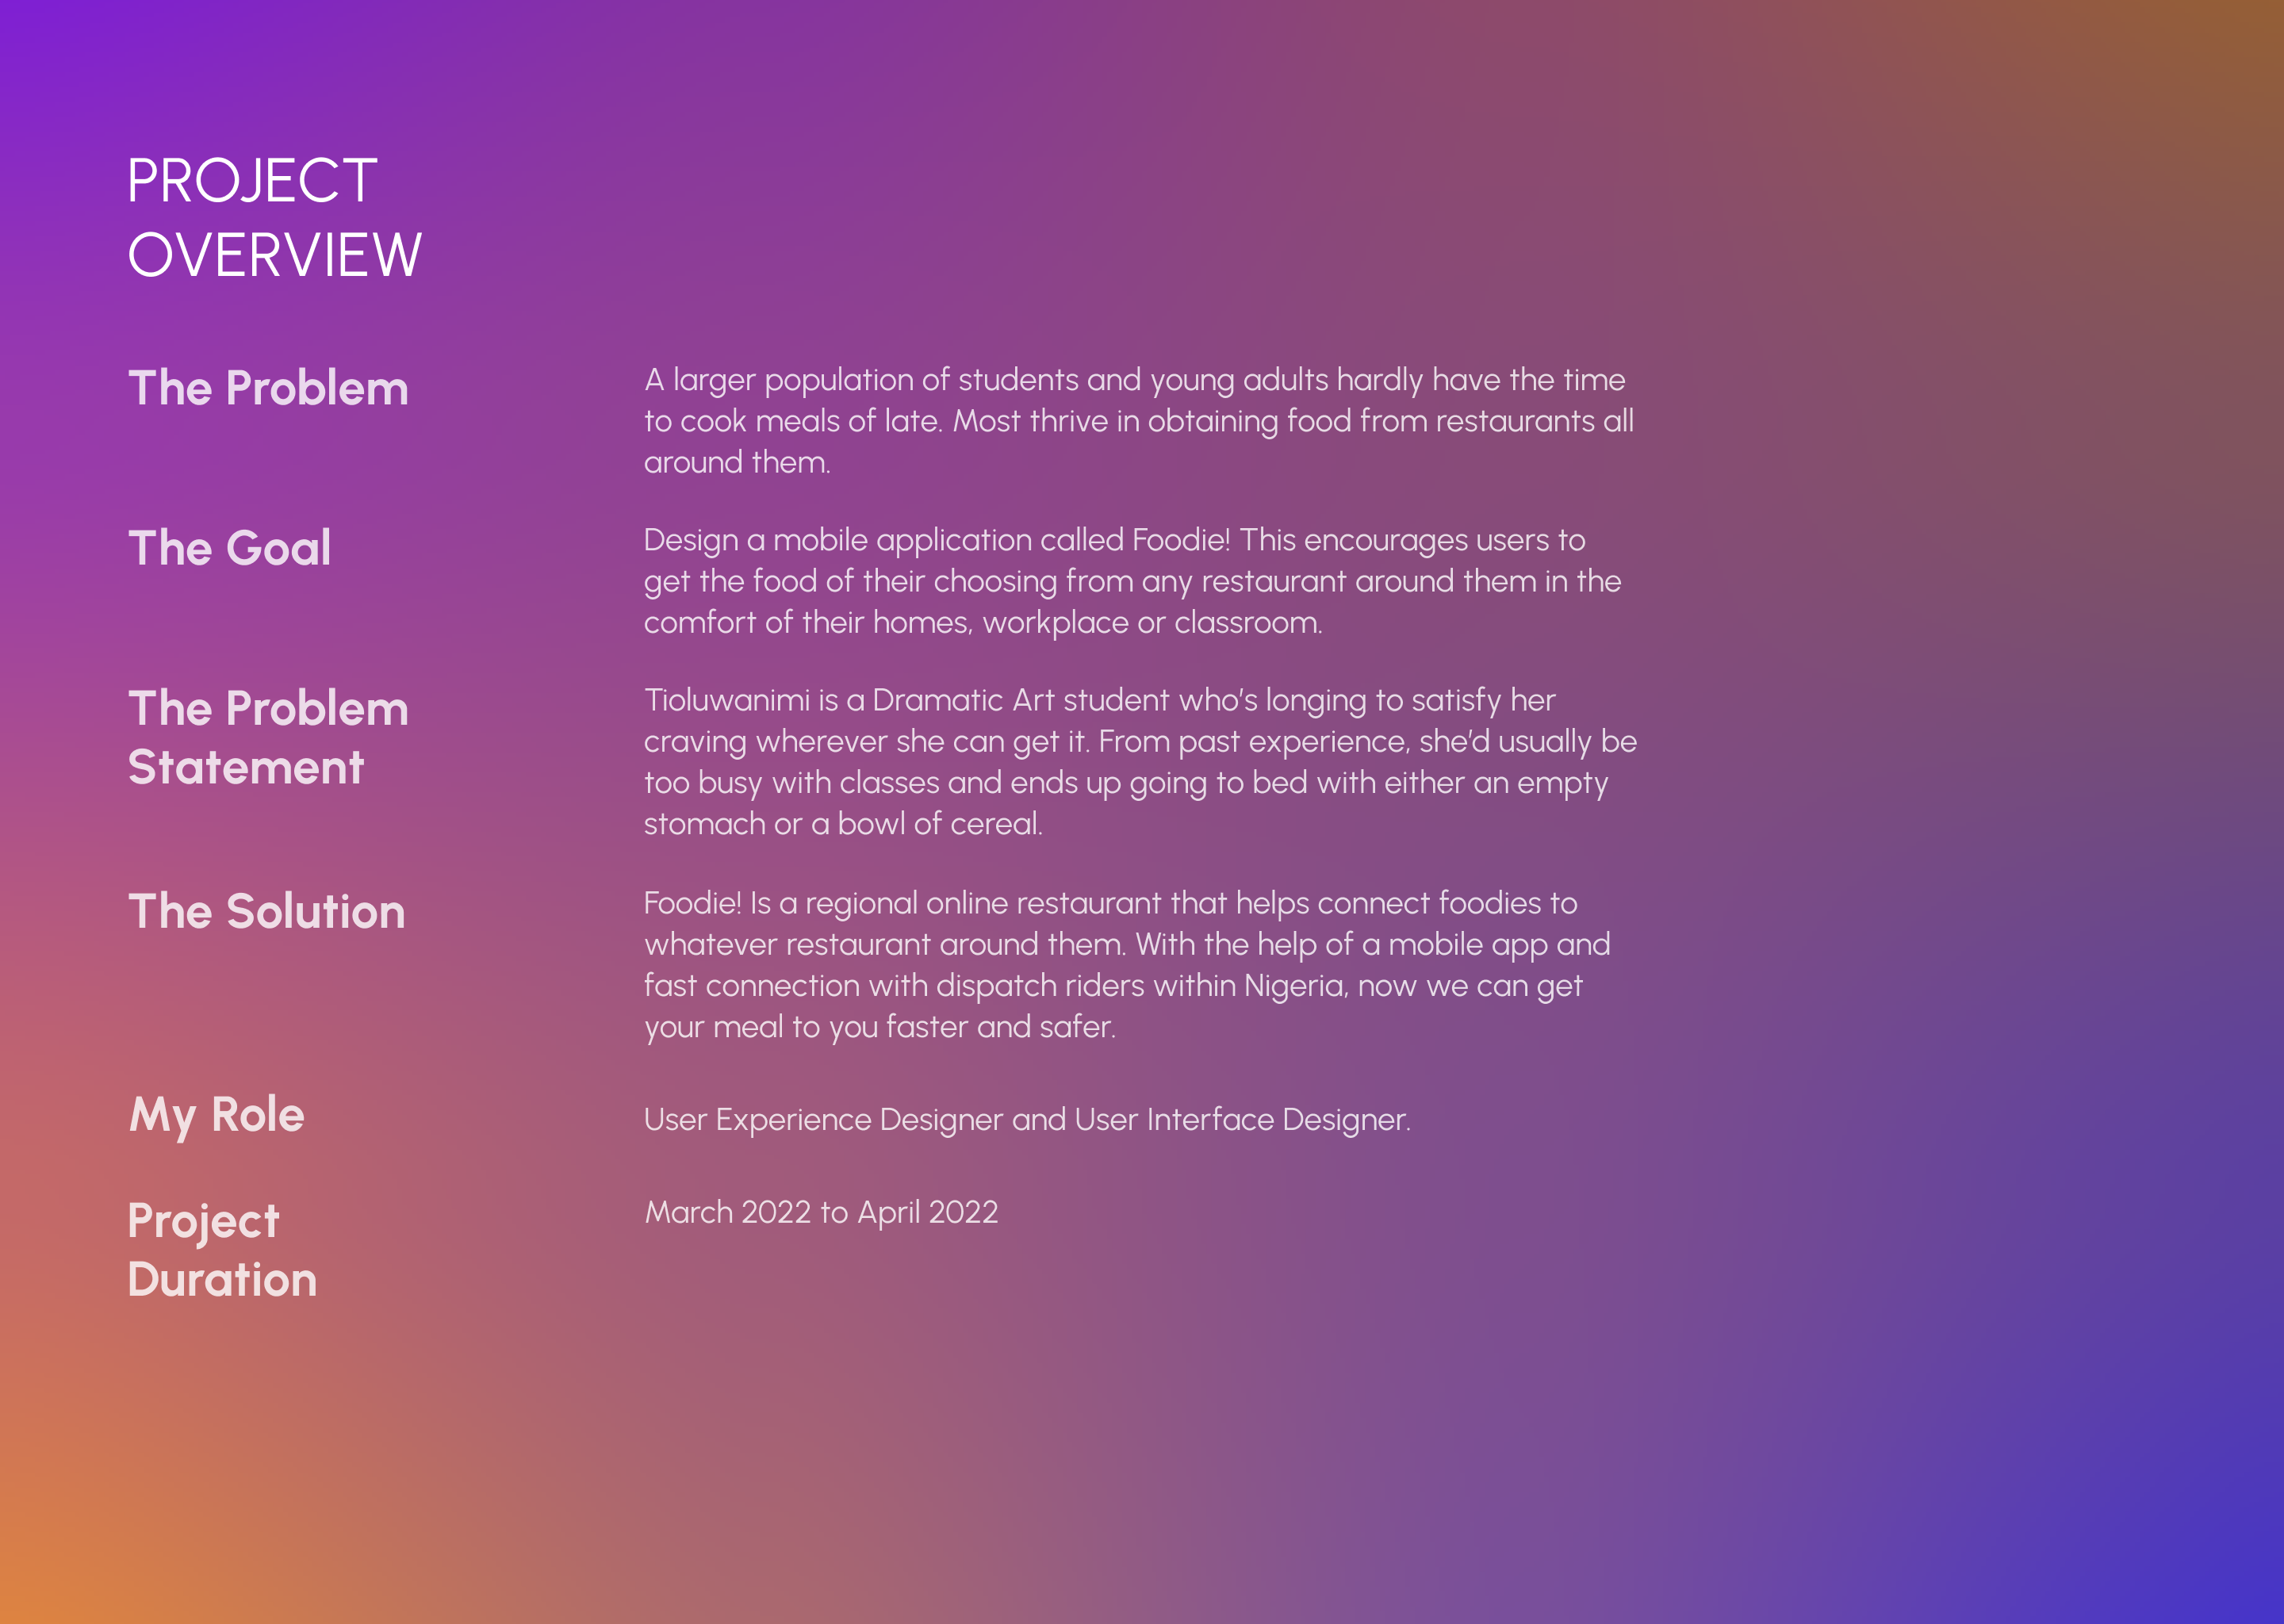 PROJECT
OVERVIEW
The Problem
A larger population of students and young adults hardly have the time
to cook meals of late. Most thrive in obtaining food from restaurants all
around them.
The Goal
Design a mobile application called Foodie! This encourages users to
get the food of their choosing from any restaurant around them in the
comfort of their homes, workplace or classroom.
The Problem
Statement
Tioluwanimi is a Dramatic Art student who's longing to satisfy her
craving wherever she can get it. From past experience, she'd usually be
too busy with classes and ends up going to bed with either an empty
stomach or a bowl of cereal.
The Solution
Foodie! Is a regional online restaurant that helps connect foodies to
whatever restaurant around them. With the help of a mobile app and
fast connection with dispatch riders within Nigeria, now we can get
your meal to you faster and safer.
My Role
User Experience Designer and User Interface Designer.
Project
Duration
March 2022 to April 2022